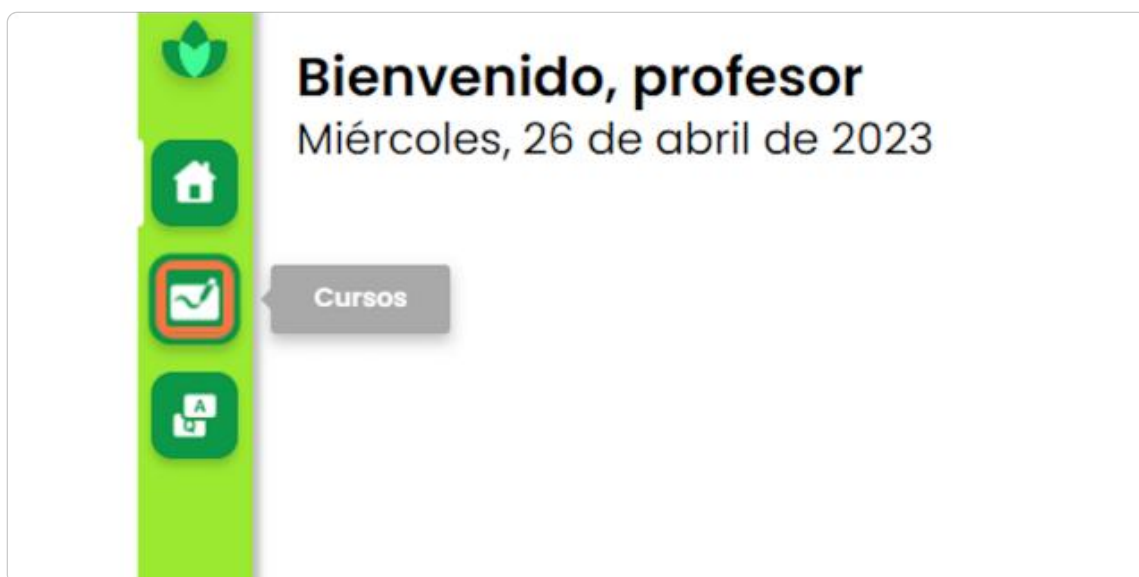 Bienvenido, profesor
Miércoles, 26 de abril de 2023
Cursos
A
Q